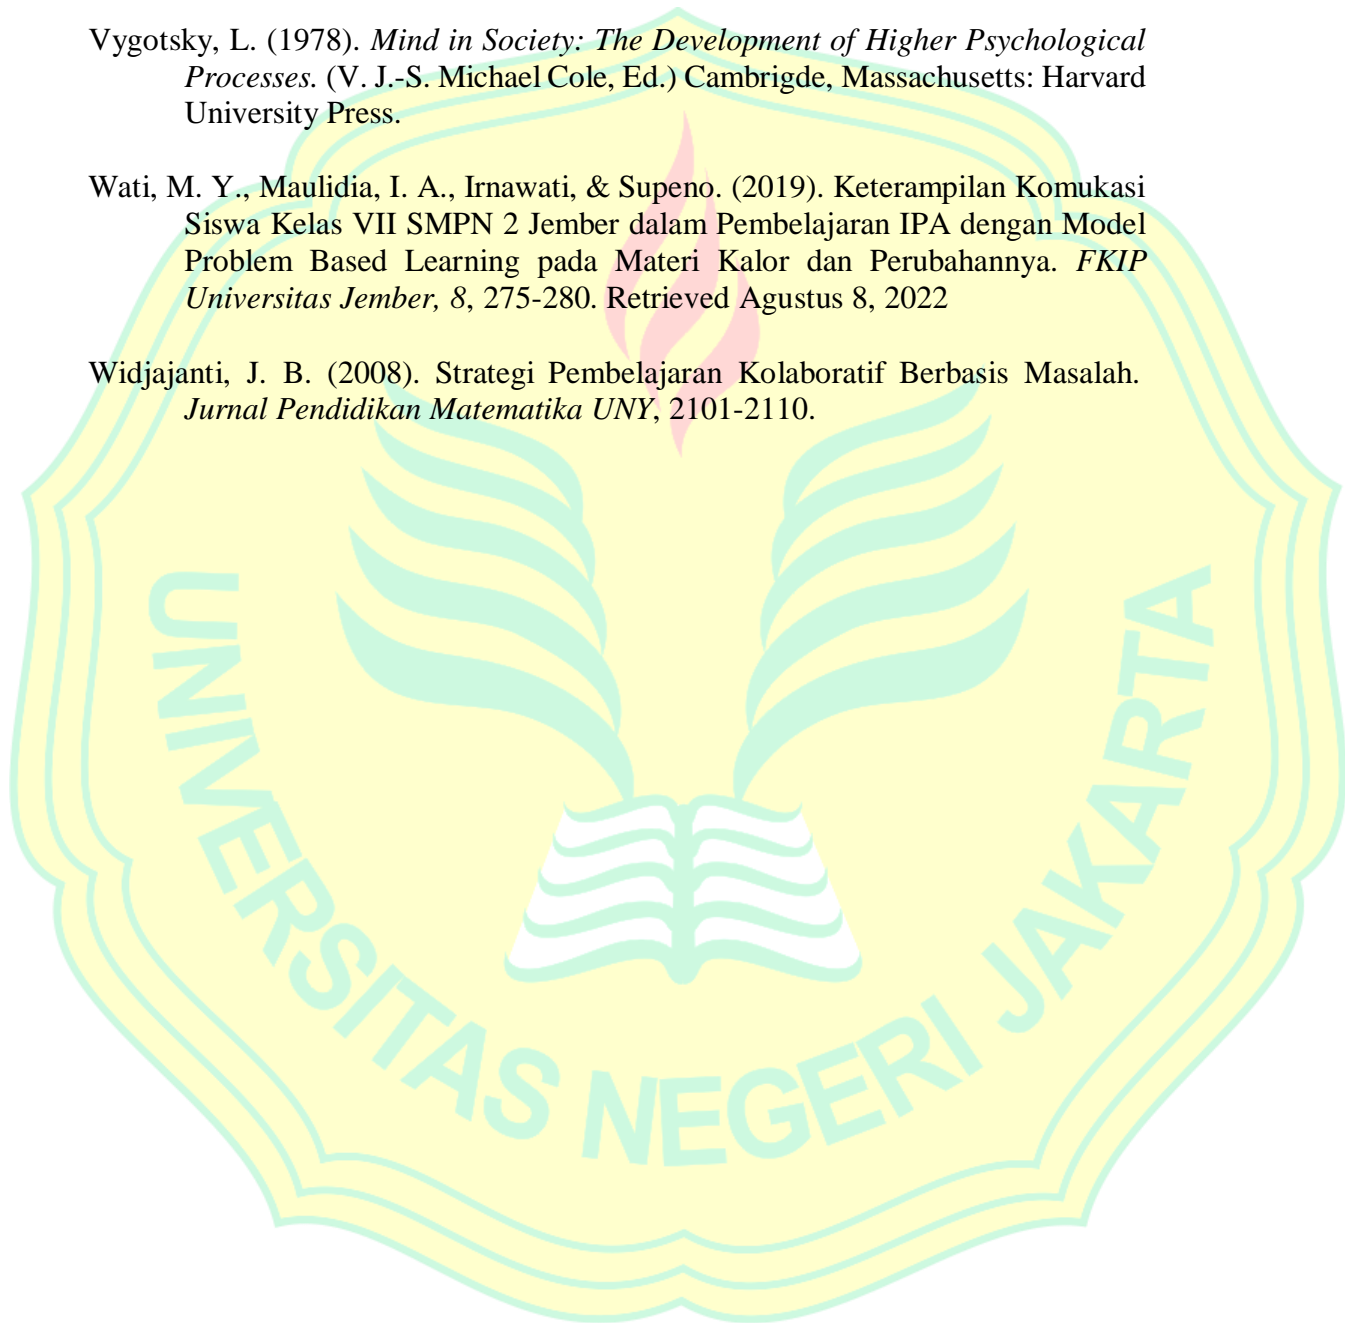 Vygotsky, L. (1978). Mind in Society: The Development of Higher Psychological
Processes. (V. J.-S. Michael Cole, Ed.) Cambrigde, Massachusetts: Harvard
University Press.
Wati, M. Y., Maulidia, I. A., Irnawati, & Supeno. (2019). Keterampilan Komukasi
Siswa Kelas VII SMPN 2 Jember dalam Pembelajaran IPA dengan Model
Problem Based Learning pada Materi Kalor dan Perubahannya. FKIP
Universitas Jember, 8, 275-280. Retrieved Agustus 8, 2022
Widjajanti, J. B. (2008). Strategi Pembelajaran Kolaboratif Berbasis Masalah.
Jurnal Pendidikan Matematika UNY, 2101-2110.
UNIVERSITAS NEGERI JAKARTA